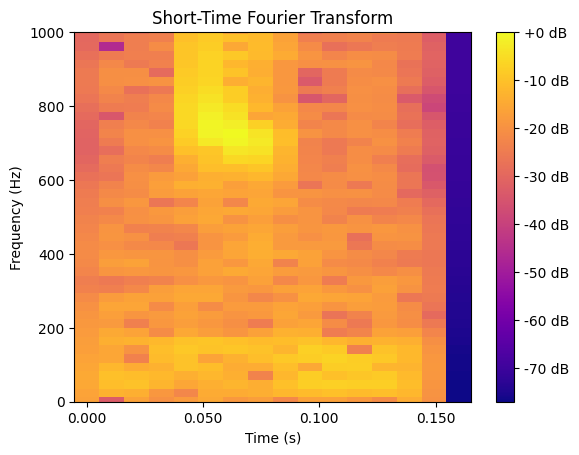 Short-Time Fourier Transform
1000
800
600
400
200
0
Frequency (Hz)
0.000
0.050
0.100
0.150
Time (s)
+0 dB
-10 dB
-20 dB
-30 dB
-40 dB
-50 dB
-60 dB
-70 dB